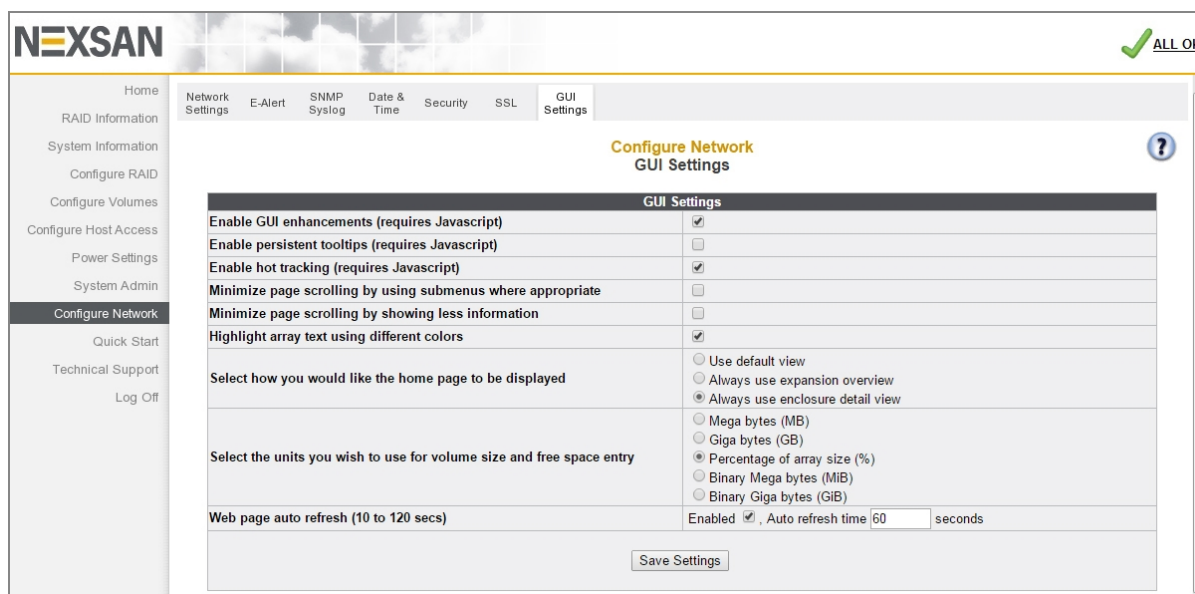 NEXSAN
ALL
Home
RAID Information
System Information
Configure RAID
Configure Volumes
Configure Host Access
Power Settings
System Admin
Configure Network
Quick Start
Technical Support
Log Off
Network Settings E-Alert SNMP Syslog Date & Time Security SSL GUI Settings
Configure Network
GUI Settings
?
GUI Settings
Enable GUI enhancements (requires Javascript)
Enable persistent tooltips (requires Javascript)
Enable hot tracking (requires Javascript)
Minimize page scrolling by using submenus where appropriate
Minimize page scrolling by showing less information
Highlight array text using different colors
Select how you would like the home page to be displayed
Use default view
Always use expansion overview
Always use enclosure detail view
Select the units you wish to use for volume size and free space entry
Mega bytes (MB)
Giga bytes (GB)
Percentage of array size (%)
Binary Mega bytes (MiB)
Binary Giga bytes (GiB)
Web page auto refresh (10 to 120 secs) Enabled , Auto refresh time 60 seconds
Save Settings